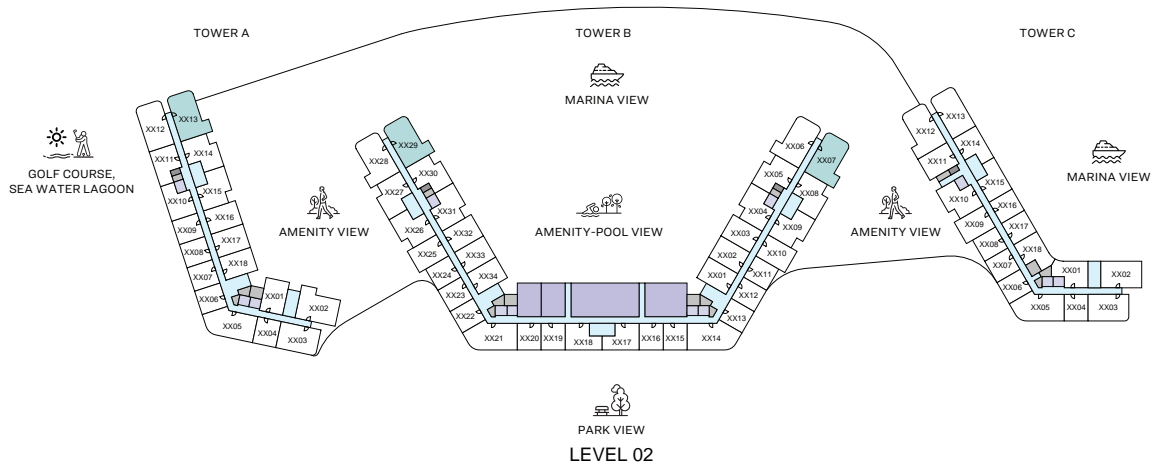 TOWER A
TOWER B
TOWER C
MARINA VIEW
GOLF COURSE,
SEA WATER LAGOON
AMENITY VIEW
AMENITY-POOL VIEW
AMENITY VIEW
MARINA VIEW
XX12
XX13
XX11
XX14
XX10
XX15
XX09
XX16
XX08
XX17
XX07
XX18
XX06
XX01
XX02
XX05
XX04
XX03
XX28
XX29
XX27
XX30
XX26
XX31
XX25
XX32
XX24
XX33
XX23
XX34
XX22
XX21
XX20
XX19
XX18
XX17
XX16
XX15
XX14
XX06
XX07
XX05
XX08
XX04
XX09
XX03
XX10
XX02
XX11
XX01
XX12
XX13
XX12
XX13
XX11
XX14
XX10
XX15
XX09
XX16
XX08
XX17
XX07
XX18
XX06
XX01
XX02
XX05
XX04
XX03
PARK VIEW
LEVEL 02